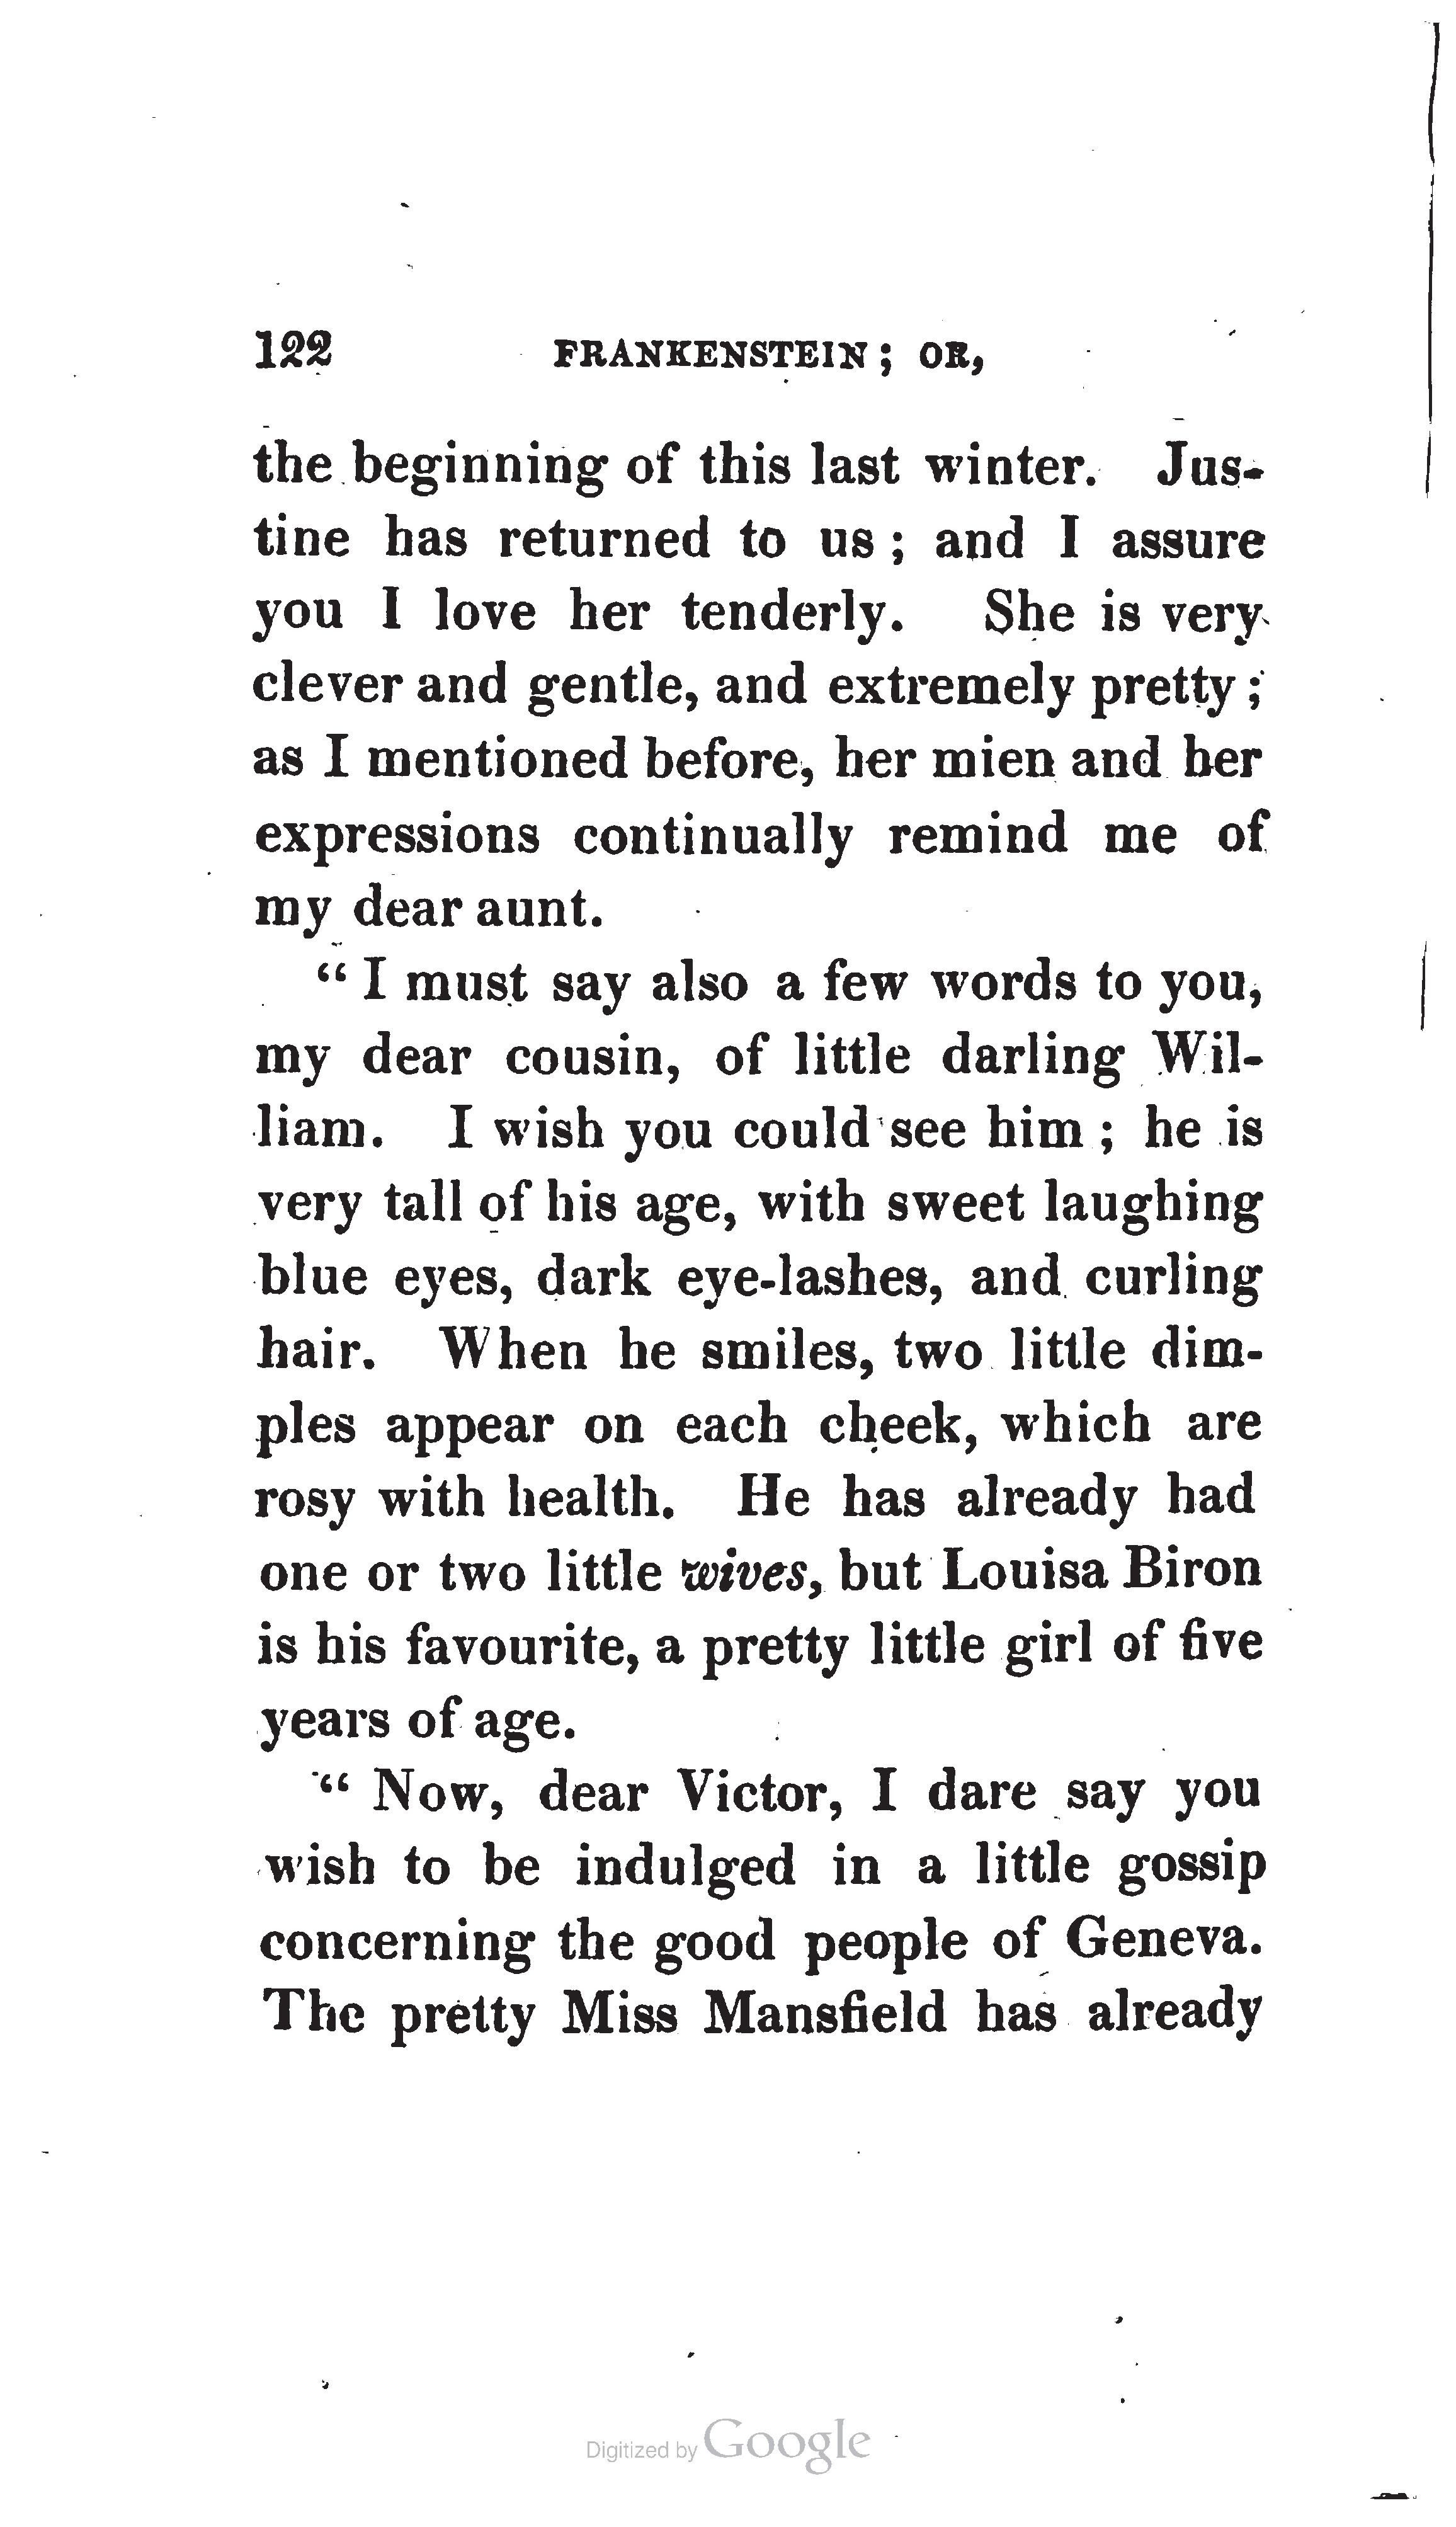 122 FRANKENSTEIN; OR,
the beginning of this last winter. Jus-
tine has returned to us; and I assure
you I love her tenderly. She is very
clever and gentle, and extremely pretty;
as I mentioned before, her mien and her
expressions continually remind me of
my dear aunt.
“I must say also a few words to you,
my dear cousin, of little darling Wil-
liam. I wish you could see him; he is
very tall of his age, with sweet laughing
blue eyes, dark eye-lashes, and curling
hair. When he smiles, two little dim-
ples appear on each cheek, which are
rosy with health. He has already had
one or two little wives, but Louisa Biron
is his favourite, a pretty little girl of five
years of age.
“Now, dear Victor, I dare say you
wish to be indulged in a little gossip
concerning the good people of Geneva.
The pretty Miss Mansfield has already
Digitized by Google